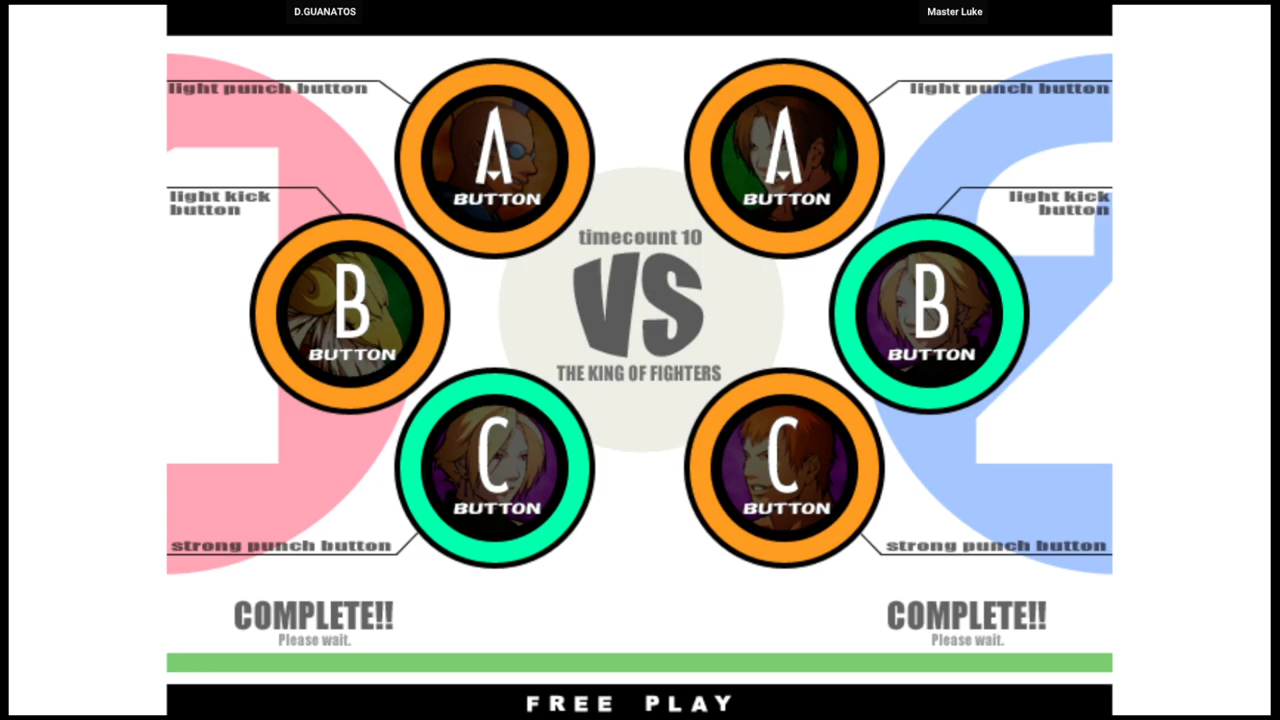 D.GUANATOS
Master Luke
light punch button
A
BUTTON
A
BUTTON
light punch button
light kick
button
B
BUTTON
timecount 10
VS
THE KING OF FIGHTERS
light kick
button
B
BUTTON
C
BUTTON
C
BUTTON
strong punch button
strong punch button
COMPLETE!!
Please wait.
COMPLETE!!
Please wait.
FREE PLAY
1
2